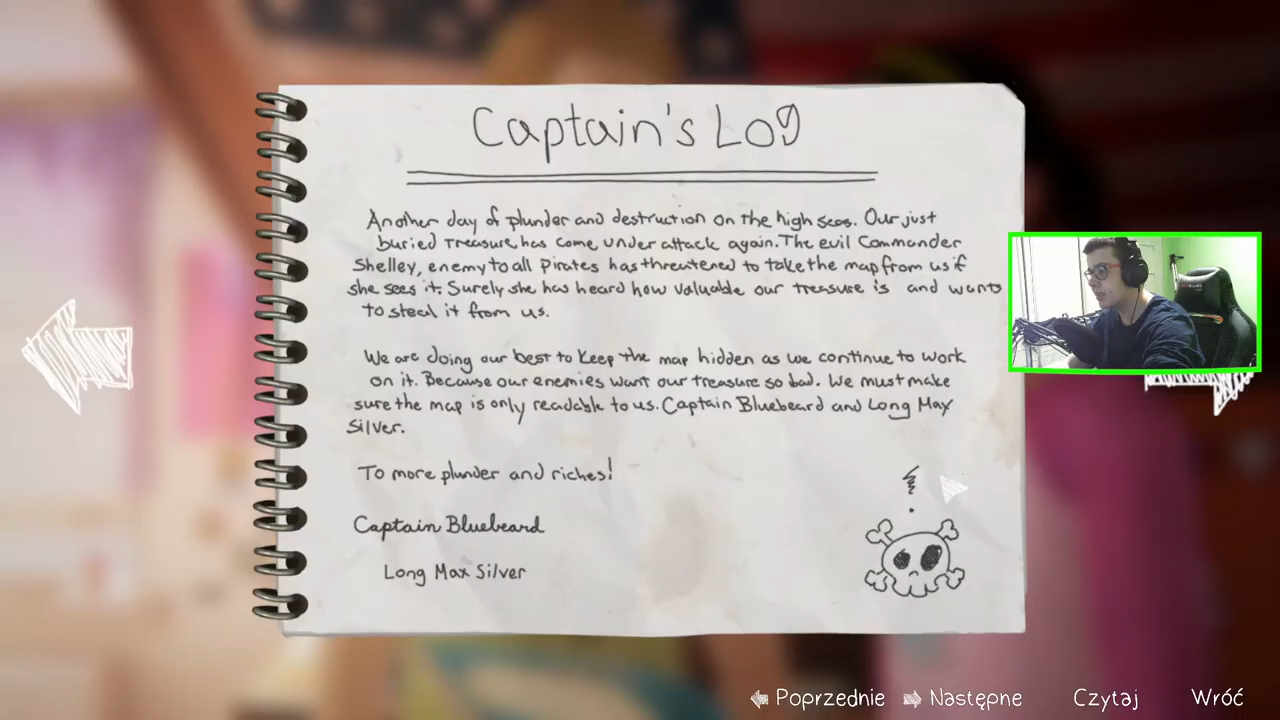 Captain's Log
Another day of plunder and destruction on the high seas. Our just
buried treasure has come under attack again. The evil Commander
Shelley, enemy to all Pirates has threatened to take the map from us if
she sees it. Surely she has heard how valuable our treasure is and wants
to steal it from us.
We are doing our best to keep the map hidden as we continue to work
on it. Because our enemies want our treasure so bad. We must make
sure the map is only readable to us. Captain Bluebeard and Long Max
Silver.
To more plunder and riches!
Captain Bluebeard
Long Max Silver
Poprzednie Następne Czytaj Wróć